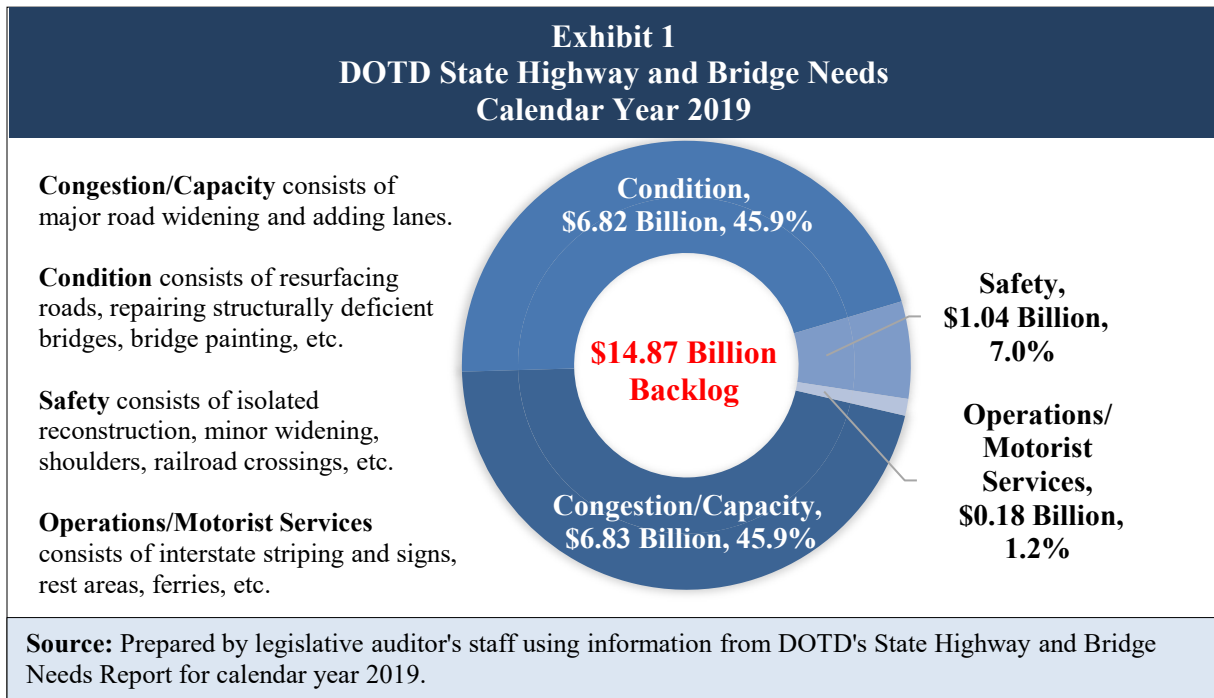 Exhibit 1
DOTD State Highway and Bridge Needs
Calendar Year 2019
Congestion/Capacity consists of
major road widening and adding lanes.
Condition consists of resurfacing
roads, repairing structurally deficient
bridges, bridge painting, etc.
Safety consists of isolated
reconstruction, minor widening,
shoulders, railroad crossings, etc.
Operations/Motorist Services
consists of interstate striping and signs,
rest areas, ferries, etc.
Condition,
$6.82 Billion, 45.9%
$14.87 Billion
Backlog
Congestion/Capacity,
$6.83 Billion, 45.9%
Safety,
$1.04 Billion,
7.0%
Operations/
Motorist
Services,
$0.18 Billion,
1.2%
Source: Prepared by legislative auditor's staff using information from DOTD's State Highway and Bridge
Needs Report for calendar year 2019.